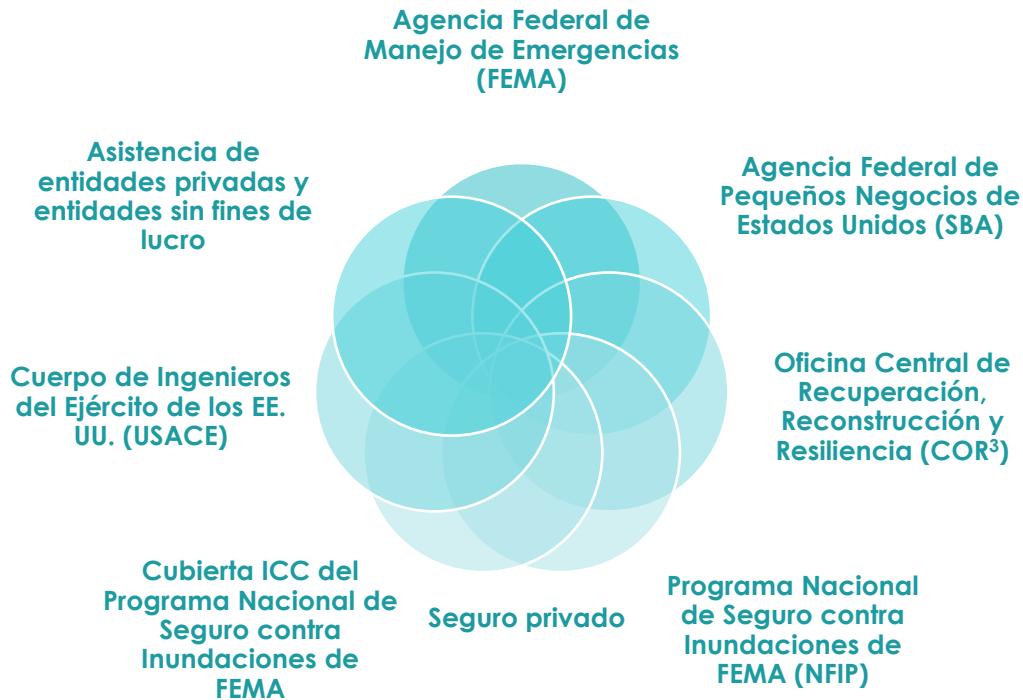 Agencia Federal de
Manejo de Emergencias
(FEMA)
Asistencia de
entidades privadas y
entidades sin fines de
lucro
Agencia Federal de
Pequeños Negocios de
Estados Unidos (SBA)
Cuerpo de Ingenieros
del Ejército de los EE.
UU. (USACE)
Oficina Central de
Recuperación,
Reconstrucción y
Resiliencia (COR³)
Cubierta ICC del
Programa Nacional de
Seguro contra
Inundaciones de
FEMA
Seguro privado
Programa Nacional
de Seguro contra
Inundaciones de
FEMA (NFIP)